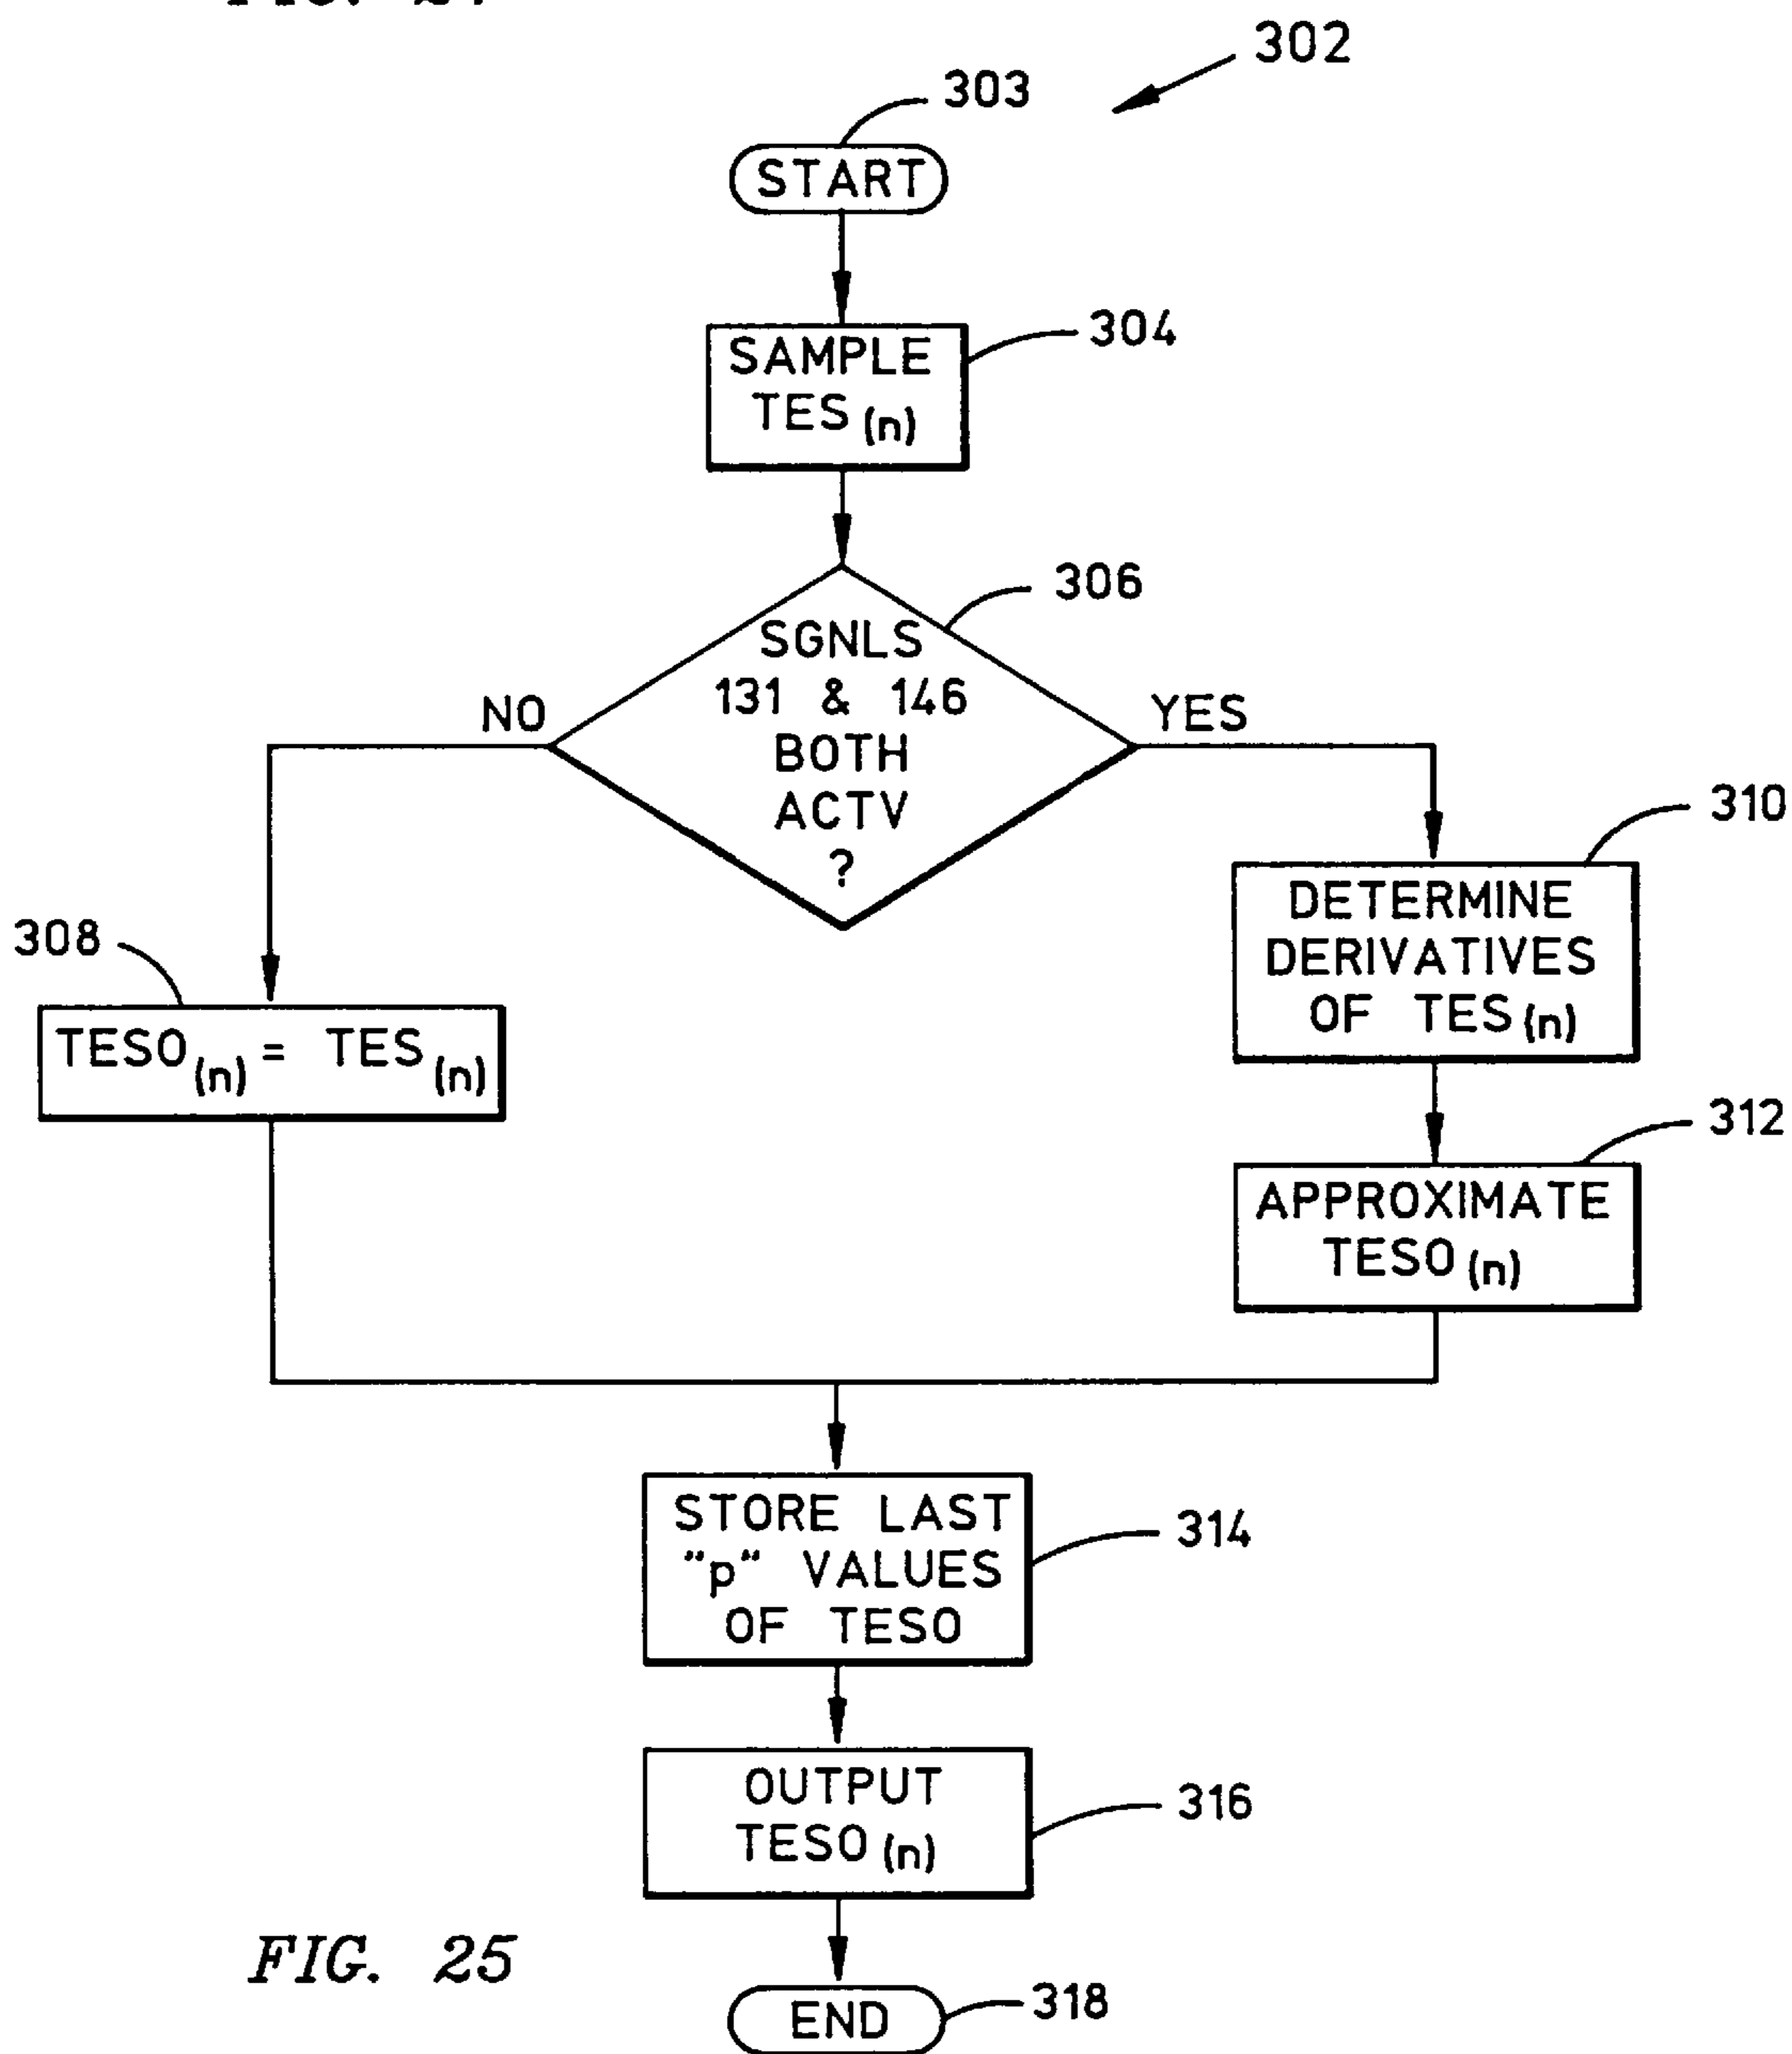 302
303
START
304
SAMPLE
TES (n)
306
SGNLS
131 & 146
BOTH
ACTV
?
NO
YES
310
DETERMINE
DERIVATIVES
OF TES (n)
308
TESO (n) = TES (n)
312
APPROXIMATE
TESO (n)
314
STORE LAST
"p" VALUES
OF TESO
316
OUTPUT
TESO (n)
FIG. 25
318
END